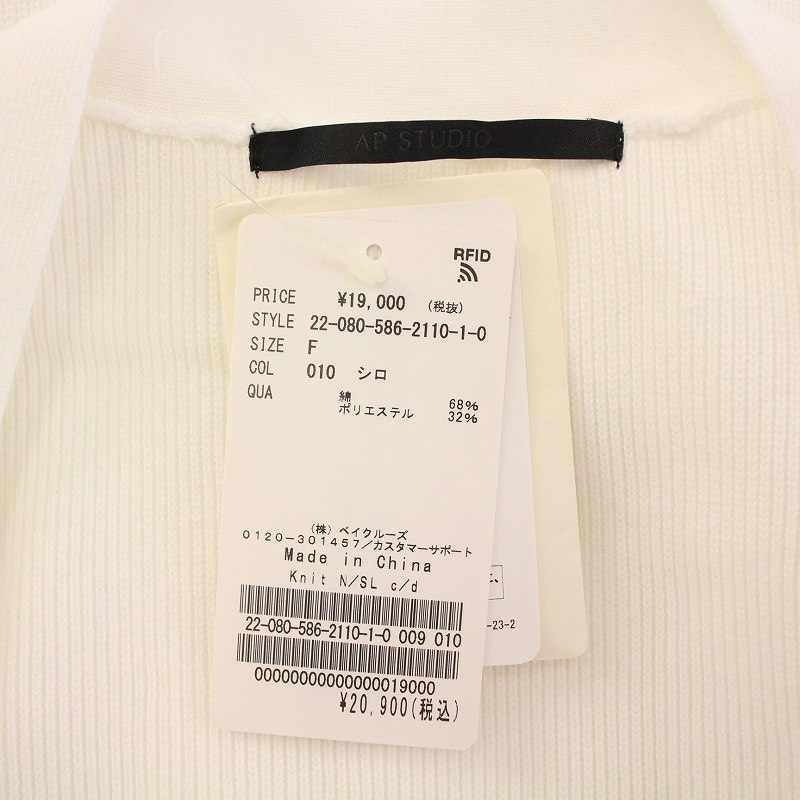 AP STUDIO
RFID
PRICE ¥19,000 (税抜)
STYLE 22-080-586-2110-1-0
SIZE F
COL 010 シロ
QUA 綿 68%
ポリエステル 32%
(株)ベイクルーズ
0120-301457/カスタマーサポート
Made in China
Knit N/SL c/d
22-080-586-2110-1-0 009 010
00000000000000019000
¥20,900(税込)
-23-2